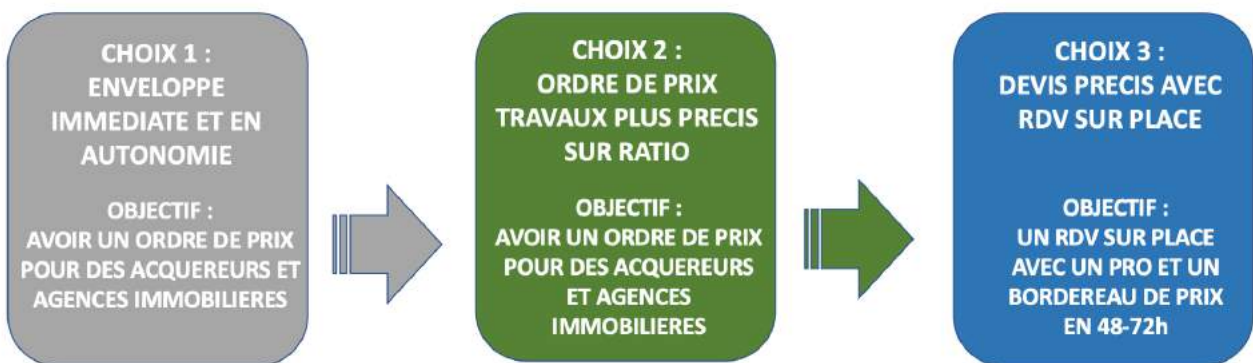 CHOIX 1 :
ENVELOPPE
IMMEDIATE ET EN
AUTONOMIE
OBJECTIF :
AVOIR UN ORDRE DE PRIX
POUR DES ACQUEREURS ET
AGENCES IMMOBILIERES
CHOIX 2 :
ORDRE DE PRIX
TRAVAUX PLUS PRECIS
SUR RATIO
OBJECTIF :
AVOIR UN ORDRE DE PRIX
POUR DES ACQUEREURS
ET AGENCES
IMMOBILIERES
CHOIX 3 :
DEVIS PRECIS AVEC
RDV SUR PLACE
OBJECTIF :
UN RDV SUR PLACE
AVEC UN PRO ET UN
BORDEREAU DE PRIX
EN 48-72h